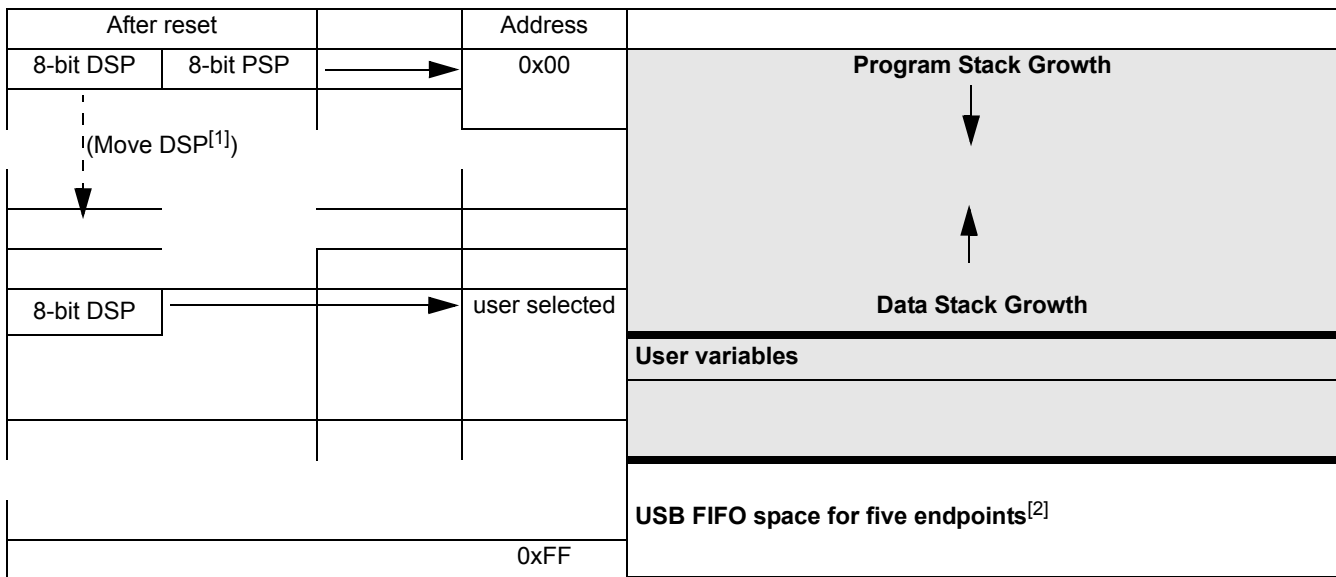 After reset Address
8-bit DSP 8-bit PSP 0x00 Program Stack Growth
(Move DSP[1])
8-bit DSP user selected Data Stack Growth
User variables
USB FIFO space for five endpoints[2]
0xFF